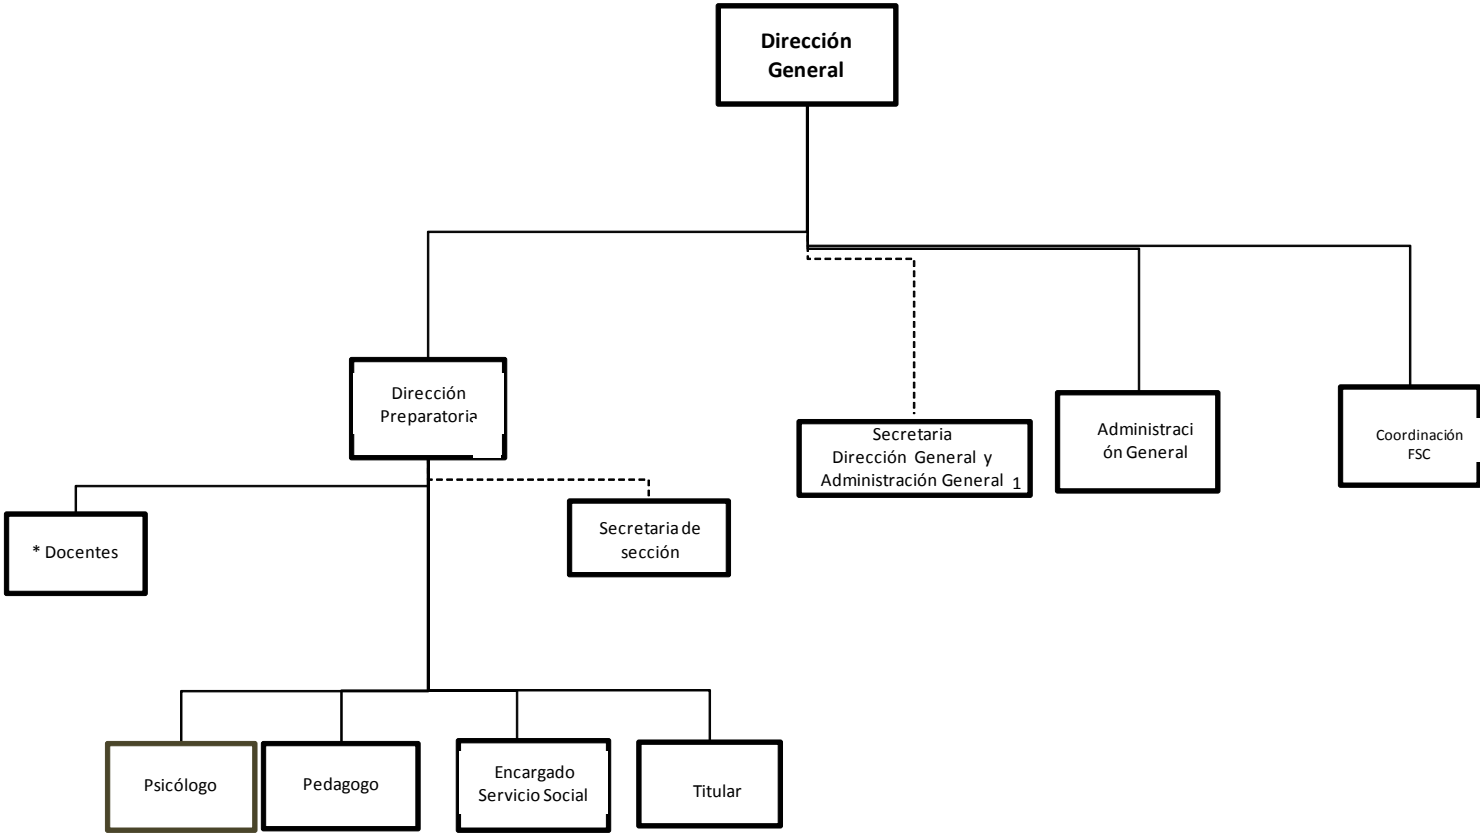 Dirección
General
Dirección
Preparatoria
Secretaria
Dirección General y
Administración General 1
Administraci
ón General
Coordinación
FSC
* Docentes
Secretaria de
sección
Psicólogo
Pedagogo
Encargado
Servicio Social
Titular